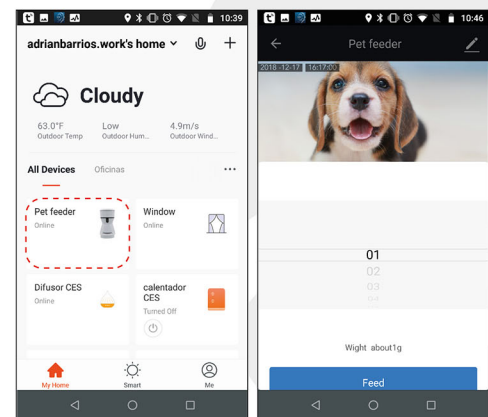 10:39
adrianbarrios.work's home
Cloudy
63.0°F Low 4.9m/s
Outdoor Temp Outdoor Hum... Outdoor Wind...
All Devices Oficinas
Pet feeder
Online
Window
Online
Difusor CES
Online
calentador
CES
Turned Off
My Home Smart Me
10:46
Pet feeder
2018-12-17 16:17:00
01
02
03
04
Wight about1g
Feed